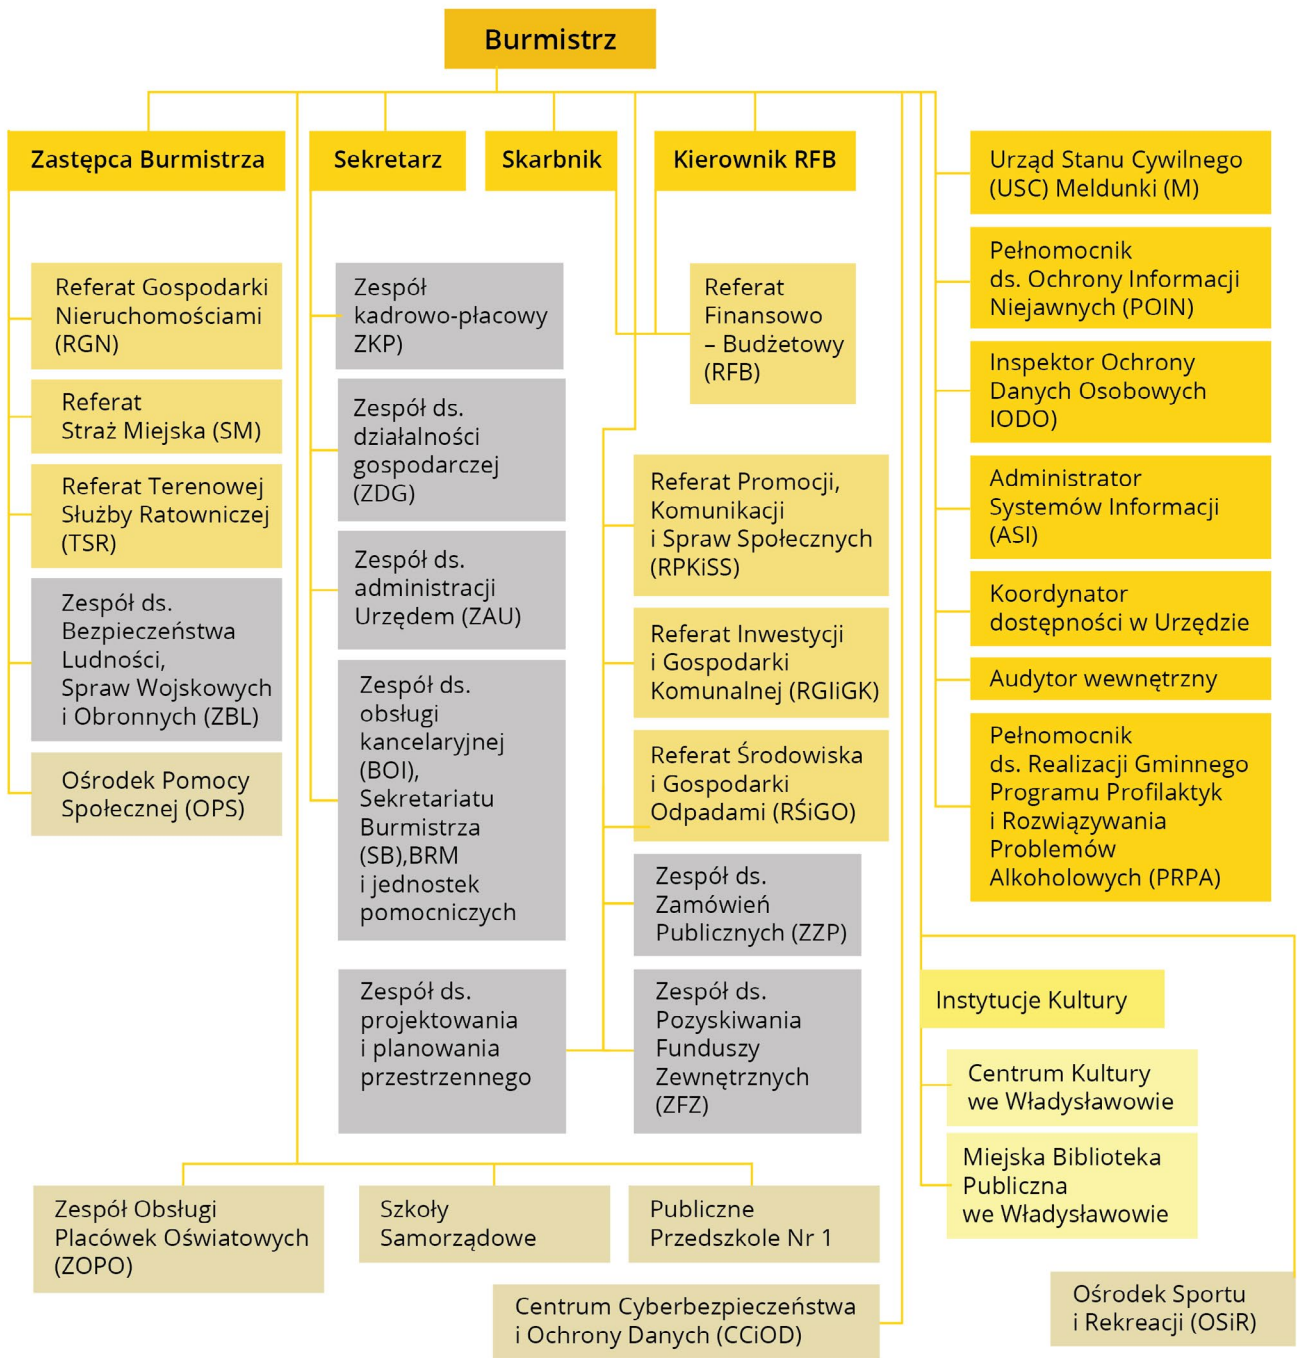 Burmistrz
Zastępca Burmistrza
Sekretarz
Skarbnik
Kierownik RFB
Referat Gospodarki
Nieruchomościami
(RGN)
Referat
Straż Miejska (SM)
Referat Terenowej
Służby Ratowniczej
(TSR)
Zespół ds.
Bezpieczeństwa
Ludności,
Spraw Wojskowych
i Obronnych (ZBL)
Ośrodek Pomocy
Społecznej (OPS)
Zespół
kadrowo-płacowy
ZKP)
Zespół ds.
działalności
gospodarczej
(ZDG)
Zespół ds.
administracji
Urzędem (ZAU)
Zespół ds.
obsługi
kancelaryjnej
(BOI),
Sekretariatu
Burmistrza
(SB),BRM
i jednostek
pomocniczych
Zespół ds.
projektowania
i planowania
przestrzennego
Referat
Finansowo
– Budżetowy
(RFB)
Referat Promocji,
Komunikacji
i Spraw Społecznych
(RPKiSS)
Referat Inwestycji
i Gospodarki
Komunalnej (RGIiGK)
Referat Środowiska
i Gospodarki
Odpadami (RŚiGO)
Zespół ds.
Zamówień
Publicznych (ZZP)
Zespół ds.
Pozyskiwania
Funduszy
Zewnętrznych
(ZFZ)
Urząd Stanu Cywilnego
(USC) Meldunki (M)
Pełnomocnik
ds. Ochrony Informacji
Niejawnych (POIN)
Inspektor Ochrony
Danych Osobowych
IODO)
Administrator
Systemów Informacji
(ASI)
Koordynator
dostępności w Urzędzie
Audytor wewnętrzny
Pełnomocnik
ds. Realizacji Gminnego
Programu Profilaktyk
i Rozwiązywania
Problemów
Alkoholowych (PRPA)
Instytucje Kultury
Centrum Kultury
we Władysławowie
Miejska Biblioteka
Publiczna
we Władysławowie
Zespół Obsługi
Placówek Oświatowych
(ZOPO)
Szkoły
Samorządowe
Publiczne
Przedszkole Nr 1
Centrum Cyberbezpieczeństwa
i Ochrony Danych (CCiOD)
Ośrodek Sportu
i Rekreacji (OSiR)